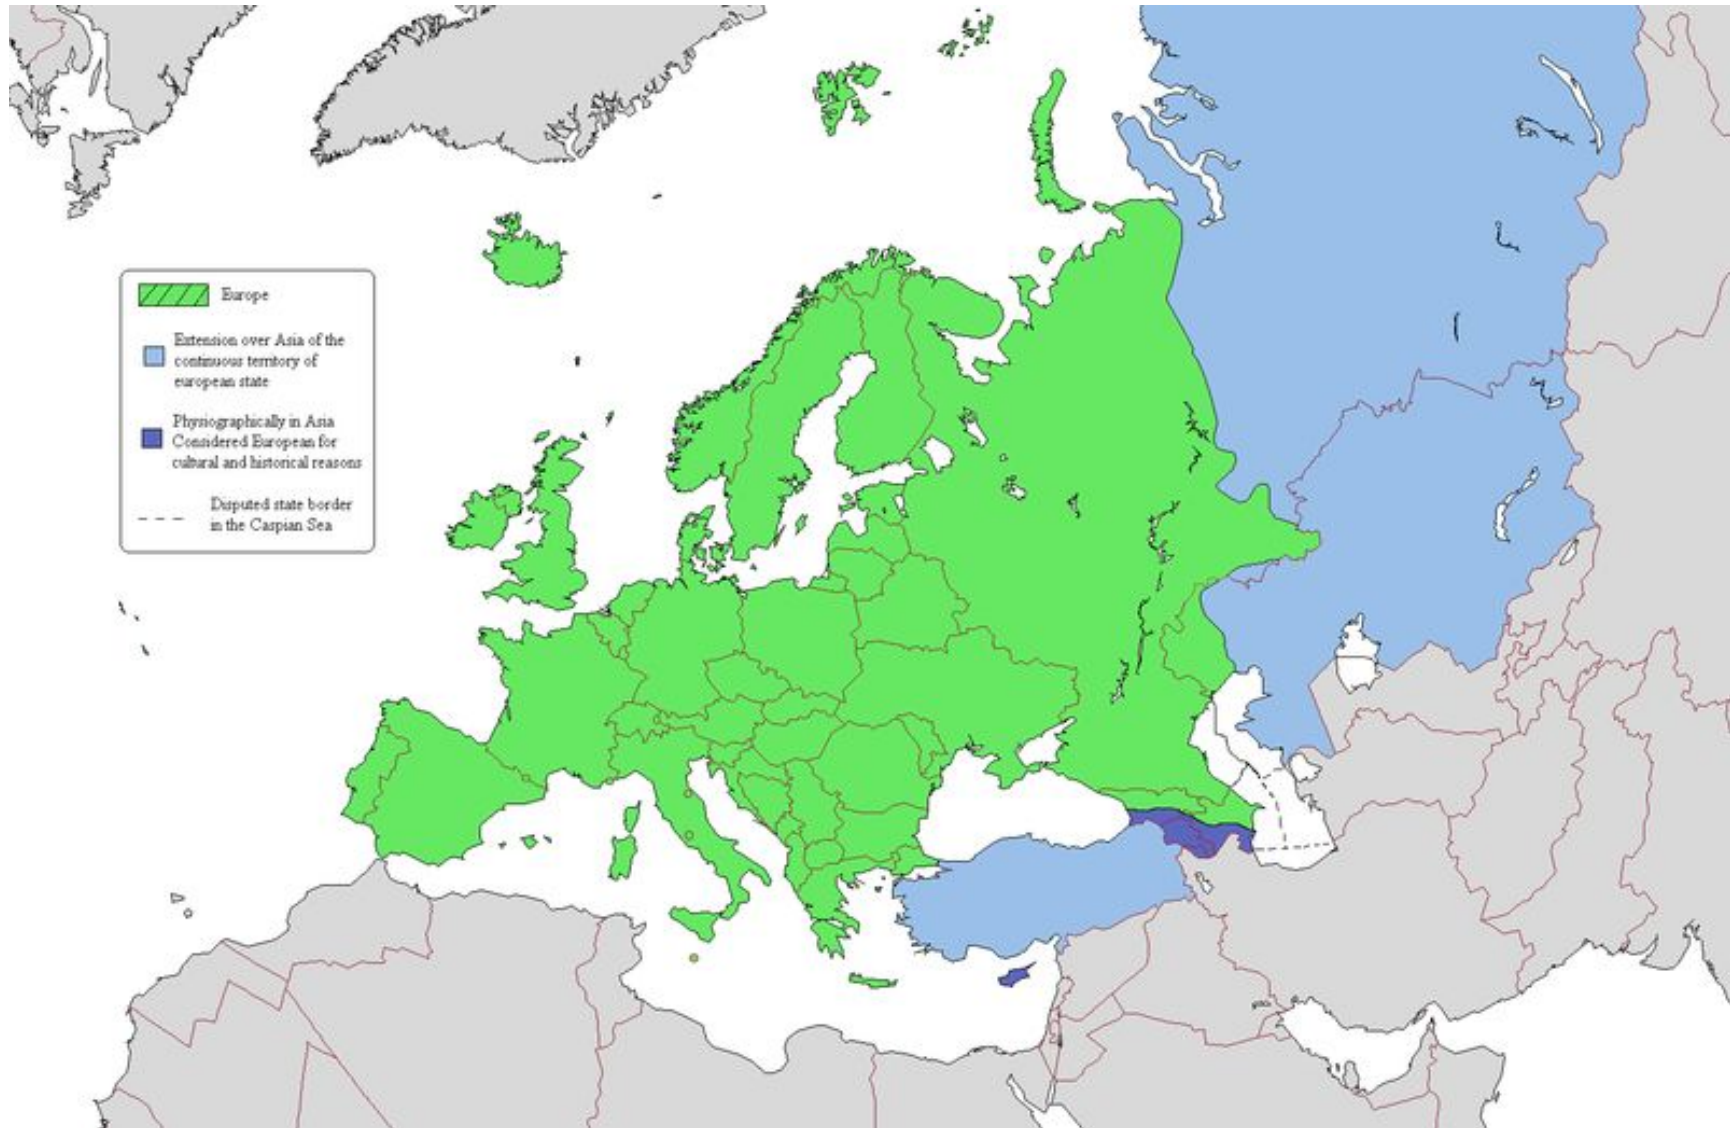 Europe
Extension over Asia of the
continuous territory of
european state
Physiographically in Asia
Considered European for
cultural and historical reasons
Disputed state border
in the Caspian Sea